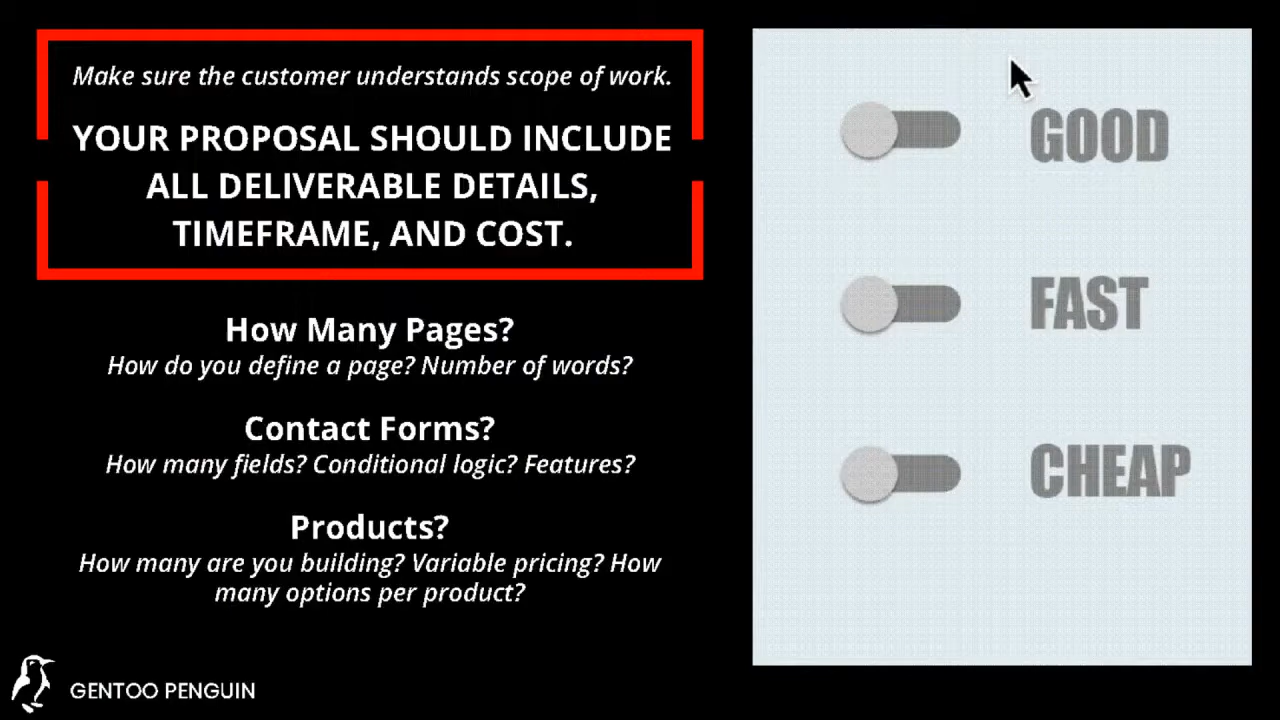 Make sure the customer understands scope of work.
YOUR PROPOSAL SHOULD INCLUDE
ALL DELIVERABLE DETAILS,
TIMEFRAME, AND COST.
How Many Pages?
How do you define a page? Number of words?
Contact Forms?
How many fields? Conditional logic? Features?
Products?
How many are you building? Variable pricing? How
many options per product?
GENTOO PENGUIN
GOOD
FAST
CHEAP